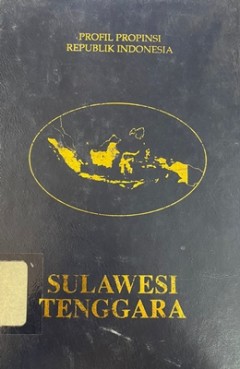 PROFIL PROPINSI
REPUBLIK INDONESIA
SULAWESI
TENGGARA